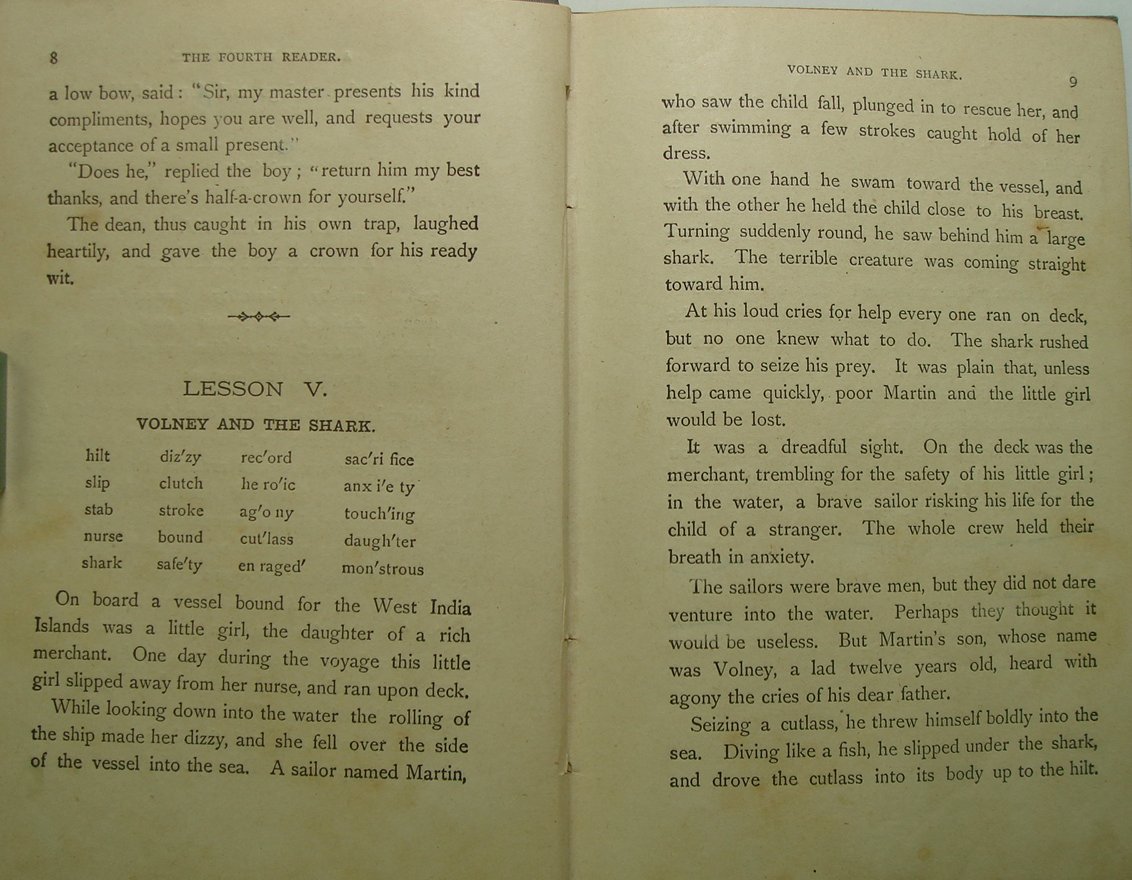 8
THE FOURTH READER.
a low bow, said : "Sir, my master presents his kind
compliments, hopes you are well, and requests your
acceptance of a small present."
"Does he," replied the boy ; "return him my best
thanks, and there's half-a-crown for yourself."
The dean, thus caught in his own trap, laughed
heartily, and gave the boy a crown for his ready
wit.
LESSON V.
VOLNEY AND THE SHARK.
hilt diz′zy rec′ord sac′ri fice
slip clutch he ro′ic anx i′e ty
stab stroke ag′o ny touch′ing
nurse bound cut′lass daugh′ter
shark safe′ty en raged′ mon′strous
On board a vessel bound for the West India
Islands was a little girl, the daughter of a rich
merchant. One day during the voyage this little
girl slipped away from her nurse, and ran upon deck.
While looking down into the water the rolling of
the ship made her dizzy, and she fell over the side
of the vessel into the sea. A sailor named Martin,
VOLNEY AND THE SHARK.
9
who saw the child fall, plunged in to rescue her, and
after swimming a few strokes caught hold of her
dress.
With one hand he swam toward the vessel, and
with the other he held the child close to his breast.
Turning suddenly round, he saw behind him a large
shark. The terrible creature was coming straight
toward him.
At his loud cries for help every one ran on deck,
but no one knew what to do. The shark rushed
forward to seize his prey. It was plain that, unless
help came quickly, poor Martin and the little girl
would be lost.
It was a dreadful sight. On the deck was the
merchant, trembling for the safety of his little girl ;
in the water, a brave sailor risking his life for the
child of a stranger. The whole crew held their
breath in anxiety.
The sailors were brave men, but they did not dare
venture into the water. Perhaps they thought it
would be useless. But Martin's son, whose name
was Volney, a lad twelve years old, heard with
agony the cries of his dear father.
Seizing a cutlass, he threw himself boldly into the
sea. Diving like a fish, he slipped under the shark,
and drove the cutlass into its body up to the hilt.